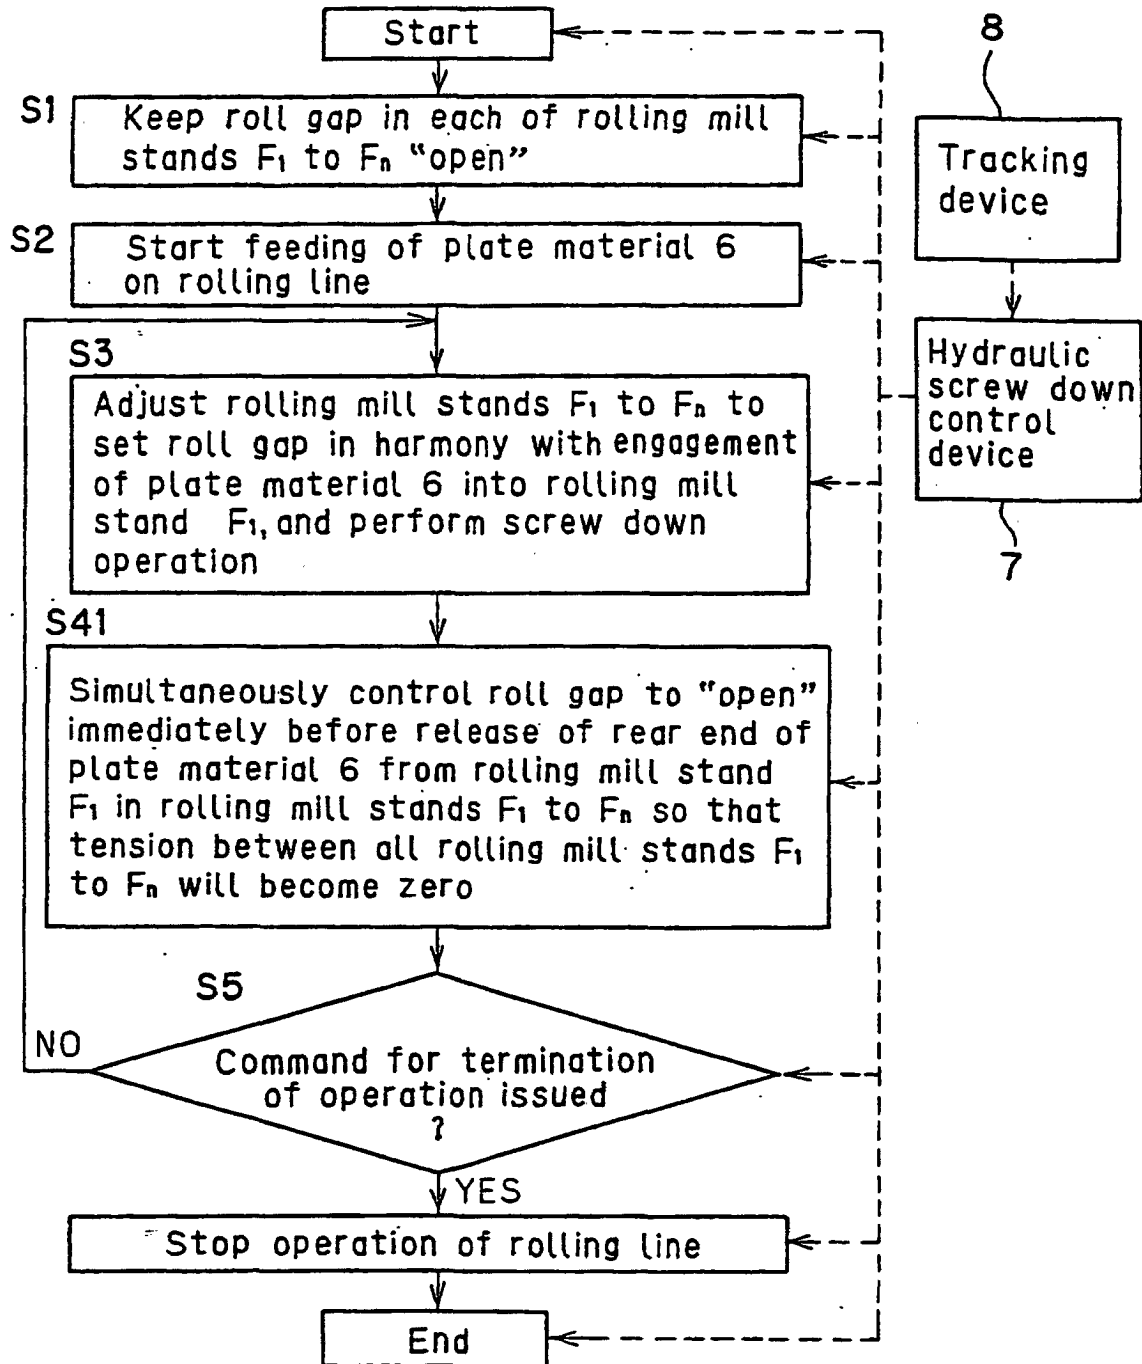 Start
S1
Keep roll gap in each of rolling mill
stands F₁ to Fₙ "open"
S2
Start feeding of plate material 6
on rolling line
S3
Adjust rolling mill stands F₁ to Fₙ to
set roll gap in harmony with engagement
of plate material 6 into rolling mill
stand F₁, and perform screw down
operation
S41
Simultaneously control roll gap to "open"
immediately before release of rear end of
plate material 6 from rolling mill stand
F₁ in rolling mill stands F₁ to Fₙ so that
tension between all rolling mill stands F₁
to Fₙ will become zero
S5
Command for termination
of operation issued
?
NO
YES
Stop operation of rolling line
End
8
Tracking
device
Hydraulic
screw down
control
device
7